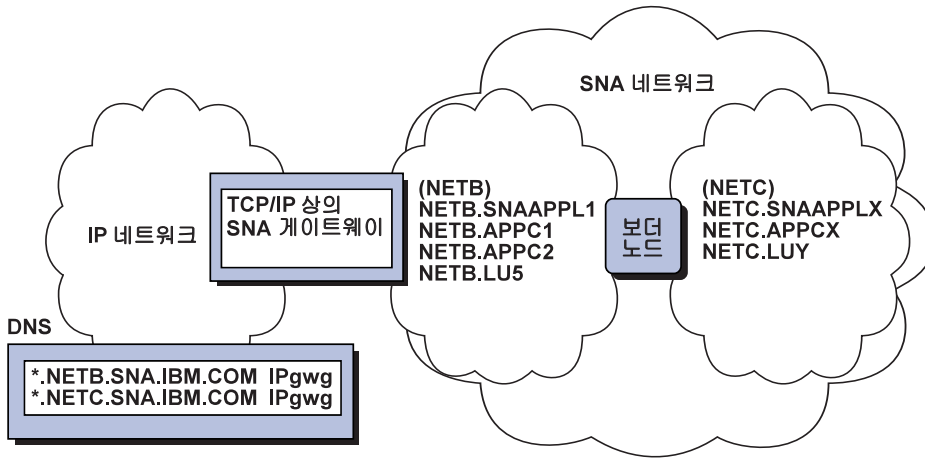 SNA 네트워크
IP 네트워크
TCP/IP 상의
SNA 게이트웨이
(NETB)
NETB.SNAAPPL1
NETB.APPC1
NETB.APPC2
NETB.LU5
보더
노드
(NETC)
NETC.SNAAPPLX
NETC.APPCX
NETC.LUY
DNS
*.NETB.SNA.IBM.COM IPgwg
*.NETC.SNA.IBM.COM IPgwg